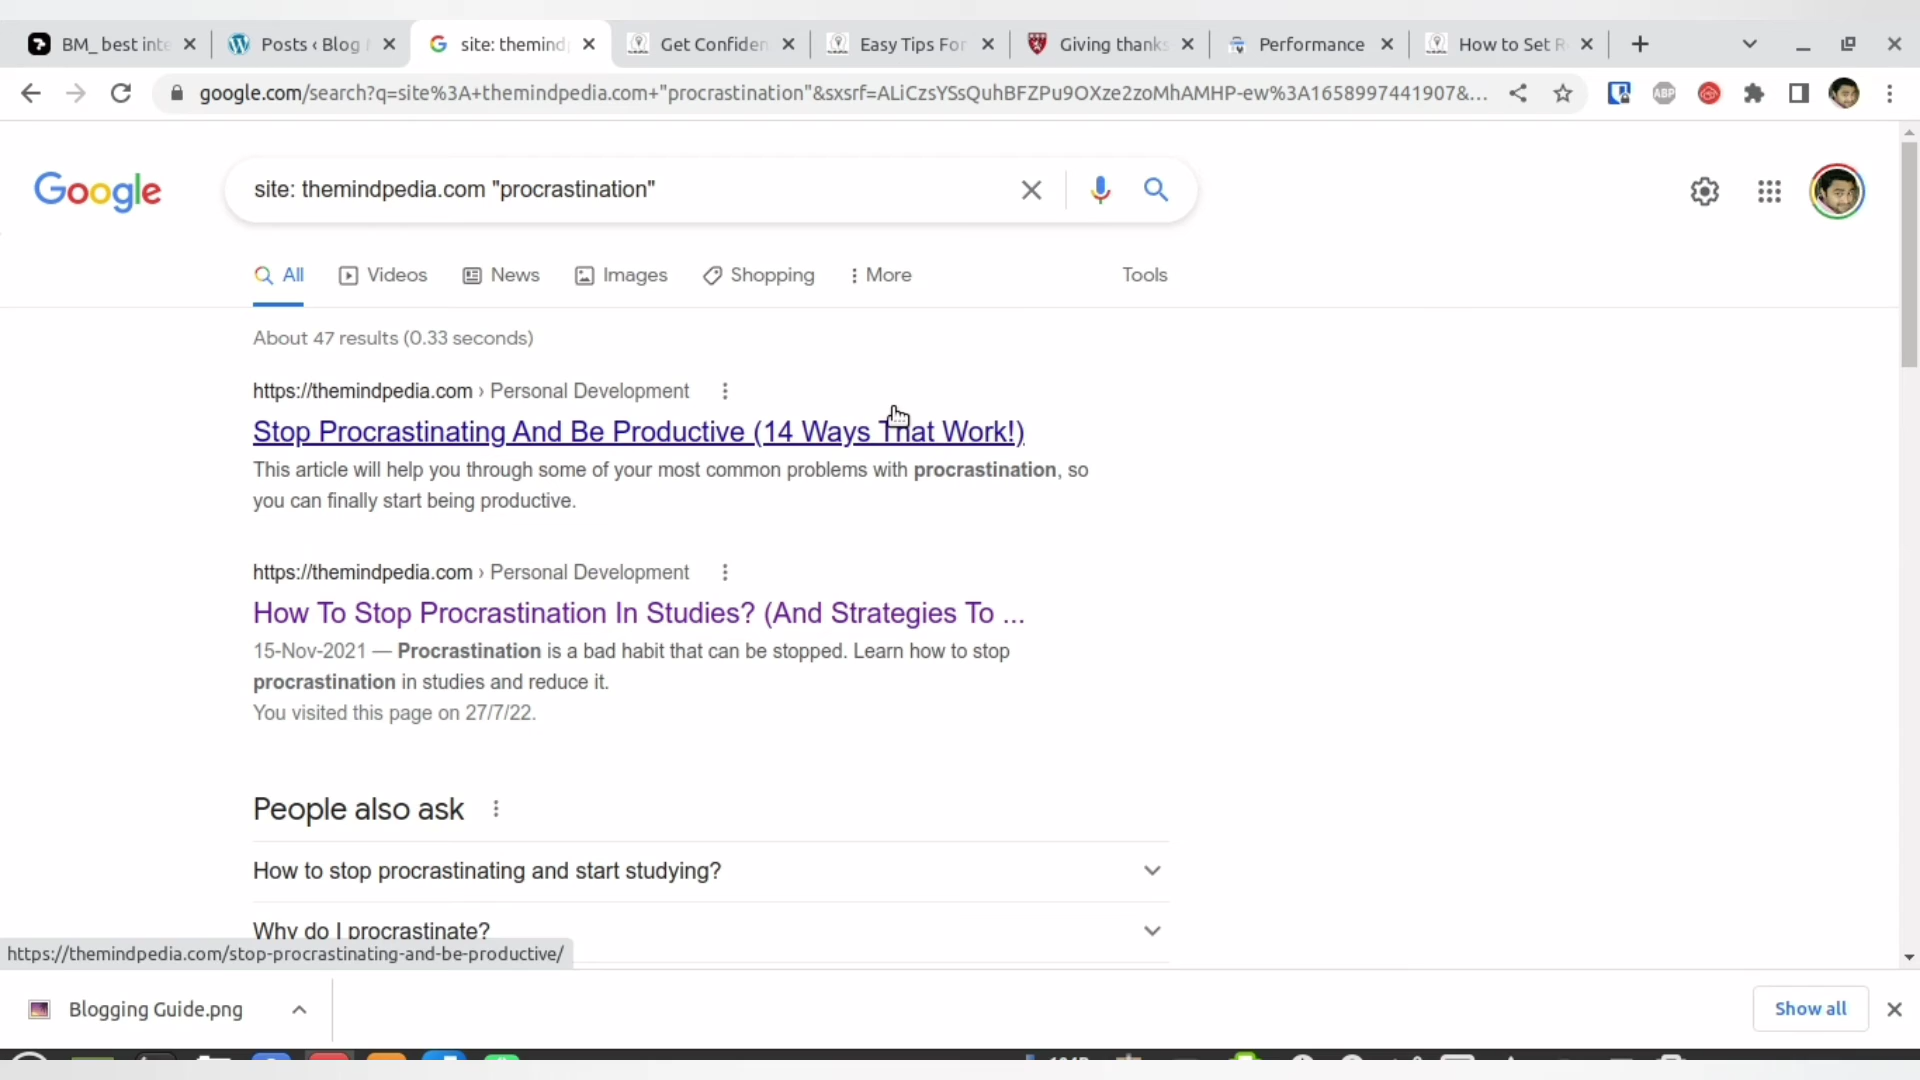 BM_ best inte
Posts ‹ Blog
site: themind
Get Confiden
Easy Tips For
Giving thanks
Performance
How to Set R
google.com/search?q=site%3A+themindpedia.com+"procrastination"&sxsrf=ALiCzsYSsQuhBFZPu9OXze2zoMhAMHP-ew%3A1658997441907&...
ABP
Google
site: themindpedia.com "procrastination"
All
Videos
News
Images
Shopping
More
Tools
About 47 results (0.33 seconds)
https://themindpedia.com › Personal Development
Stop Procrastinating And Be Productive (14 Ways That Work!)
This article will help you through some of your most common problems with procrastination, so
you can finally start being productive.
https://themindpedia.com › Personal Development
How To Stop Procrastination In Studies? (And Strategies To ...
15-Nov-2021 — Procrastination is a bad habit that can be stopped. Learn how to stop
procrastination in studies and reduce it.
You visited this page on 27/7/22.
People also ask
How to stop procrastinating and start studying?
Why do I procrastinate?
https://themindpedia.com/stop-procrastinating-and-be-productive/
Blogging Guide.png
Show all